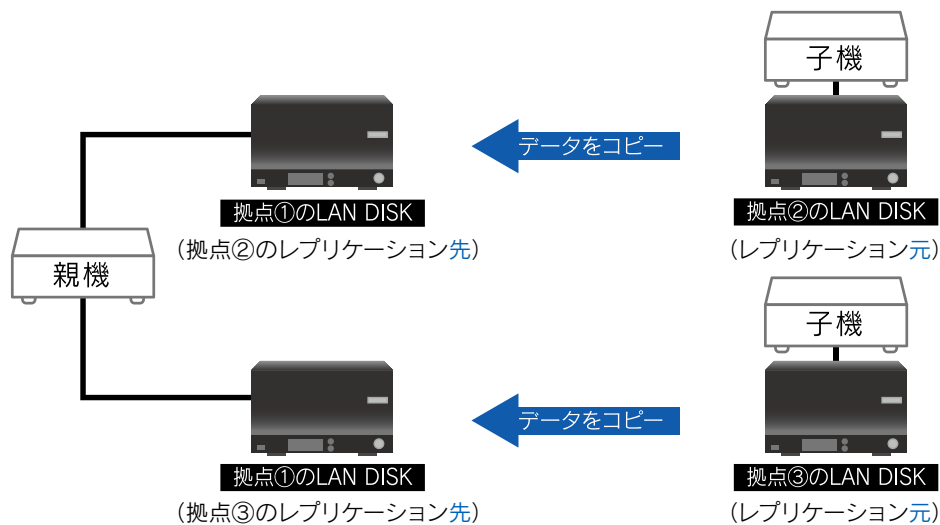 子機
データをコピー
拠点①のLAN DISK
拠点②のLAN DISK
（拠点②のレプリケーション先）
（レプリケーション元）
親機
子機
データをコピー
拠点①のLAN DISK
拠点③のLAN DISK
（拠点③のレプリケーション先）
（レプリケーション元）